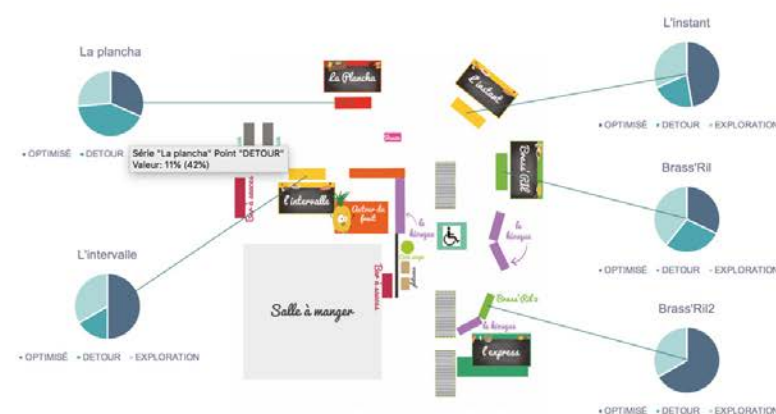 La plancha
• OPTIMISÉ • DETOUR
Série "La plancha" Point "DETOUR"
Valeur: 11% (42%)
L'intervalle
• OPTIMISÉ • DETOUR • EXPLORATION
La Plancha
l'instant
Brass'Ril
l'intervalle
Autour du
fruit
le
kiosque
le
kiosque
Salle à manger
Brass'Ril2
le kiosque
l'express
L'instant
• OPTIMISÉ • DETOUR • EXPLORATION
Brass'Ril
• OPTIMISÉ • DETOUR • EXPLORATION
Brass'Ril2
• OPTIMISÉ • DETOUR • EXPLORATION